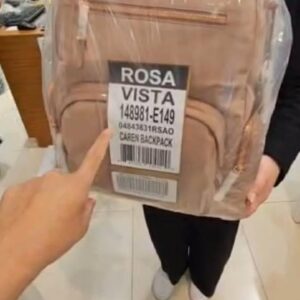 ROSA
VISTA
148981-E149
04843631RSAO
CAREN BACKPACK